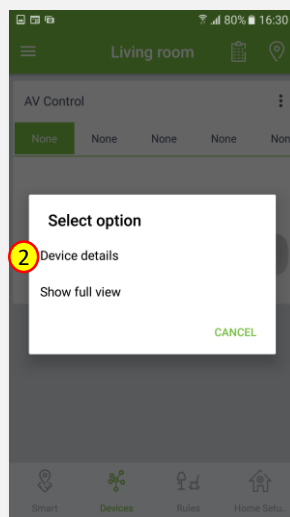 80% 16:30
Living room
AV Control
None None None None Non
Select option
2 Device details
Show full view
CANCEL
Smart Devices Rules Home Setu..